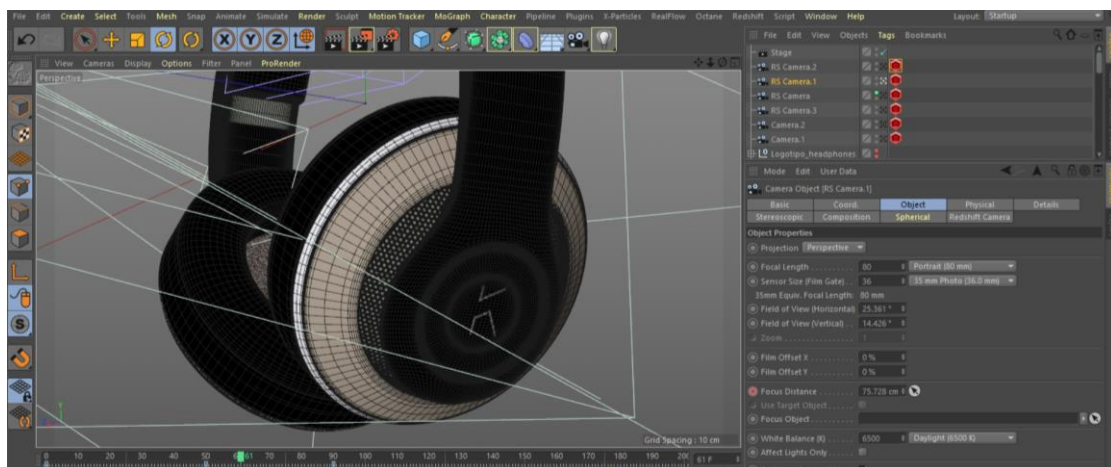 File Edit Create Select Tools Mesh Snap Animate Simulate Render Sculpt Motion Tracker MoGraph Character Pipeline Plugins X-Particles RealFlow Octane Redshift Script Window Help Layout: Startup
File Edit View Objects Tags Bookmarks
Stage
View Cameras Display Options Filter Panel ProRender
RS Camera.2
Perspective
RS Camera.1
RS Camera
RS Camera.3
Camera.2
Camera.1
Logotipo_headphones
Mode Edit User Data
Camera Object [RS Camera.1]
Basic Coord. Object Physical Details
Stereoscopic Composition Spherical Redshift Camera
Object Properties
Projection Perspective
Focal Length 80 Portrait (80 mm)
Sensor Size (Film Gate) 36 35 mm Photo (36.0 mm)
35mm Equiv. Focal Length: 80 mm
Field of View (Horizontal) 25.361 °
Field of View (Vertical) 14.426 °
Zoom 1
Film Offset X 0 %
Film Offset Y 0 %
Focus Distance 75.728 cm
Use Target Object
Focus Object
Grid Spacing : 10 cm
White Balance (K) 6500 Daylight (6500 K)
Affect Lights Only
0 10 20 30 40 50 61 70 80 90 100 110 120 130 140 150 160 170 180 190 61 F